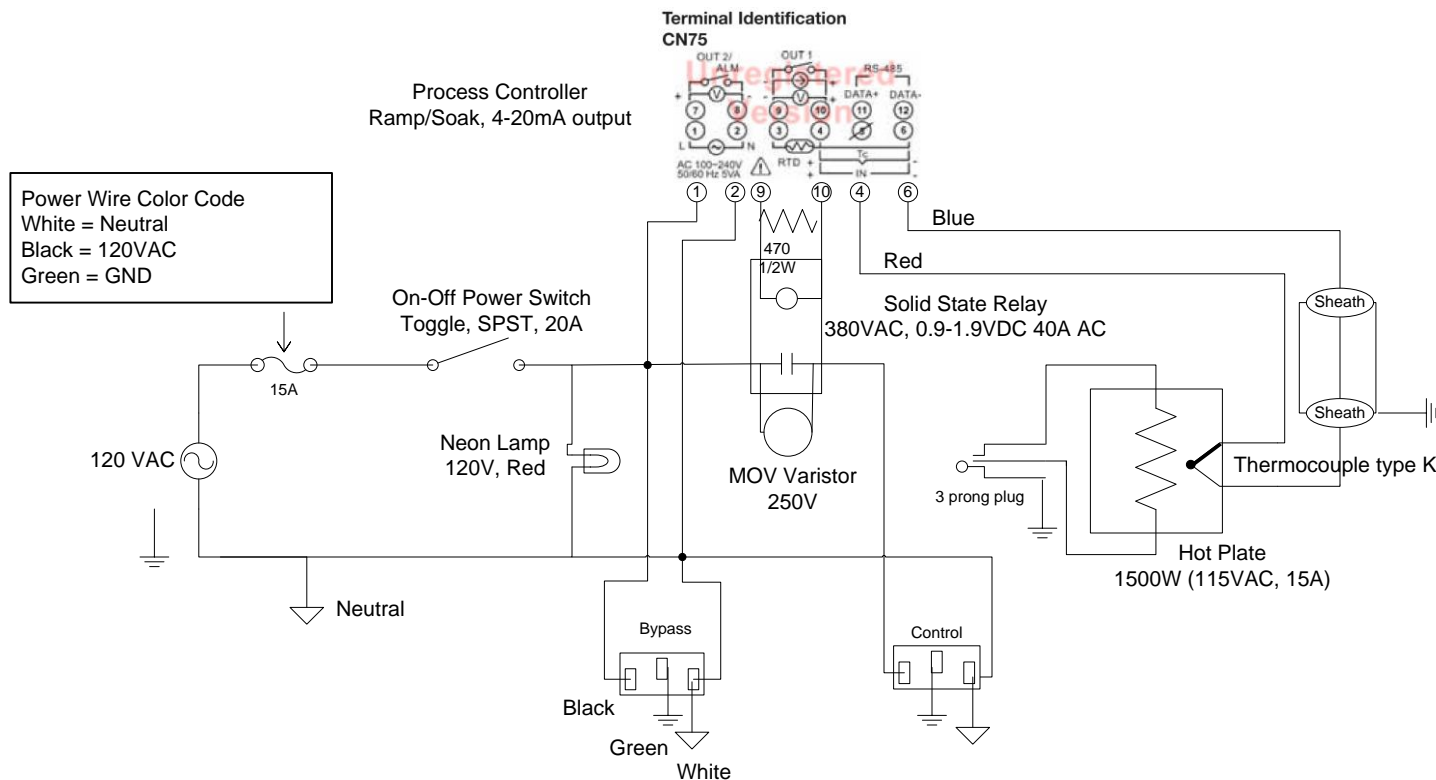 Terminal Identification
CN75
OUT 2/
ALM
OUT 1
RS-485
Unregistered
Version
+ V -
- +
- V +
DATA+ DATA-
7 8 9 10 11 12
1 2 3 4 5 6
L N
AC 100~240V
50/60 Hz 5VA
RTD +
Tc -
+ IN -
Process Controller
Ramp/Soak, 4-20mA output
1 2 9 10 4 6
Power Wire Color Code
White = Neutral
Black = 120VAC
Green = GND
Blue
470
1/2W
Red
On-Off Power Switch
Toggle, SPST, 20A
Solid State Relay
380VAC, 0.9-1.9VDC 40A AC
Sheath
15A
Sheath
Neon Lamp
120V, Red
120 VAC
MOV Varistor
250V
3 prong plug
Thermocouple type K
Hot Plate
1500W (115VAC, 15A)
Neutral
Bypass
Control
Black
Green
White